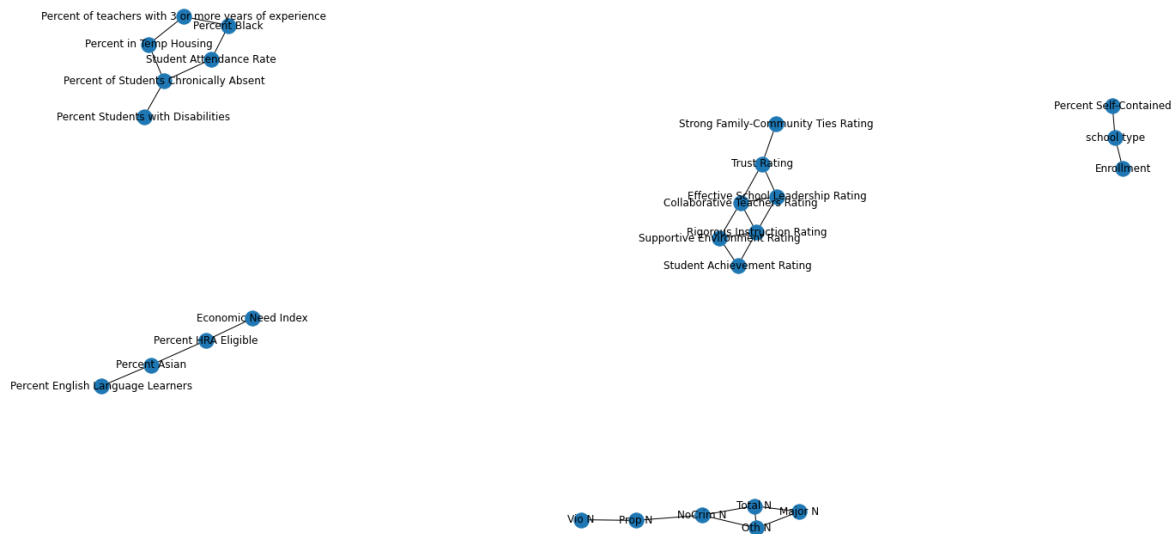 Percent of teachers with 3 or more years of experience
Percent Black
Percent in Temp Housing
Student Attendance Rate
Percent of Students Chronically Absent
Percent Students with Disabilities
Strong Family-Community Ties Rating
Trust Rating
Effective School Leadership Rating
Collaborative Teachers Rating
Rigorous Instruction Rating
Supportive Environment Rating
Student Achievement Rating
Percent Self-Contained
school type
Enrollment
Economic Need Index
Percent HRA Eligible
Percent Asian
Percent English Language Learners
Vio N
Prop N
NoCrim N
Total N
Major N
Oth N